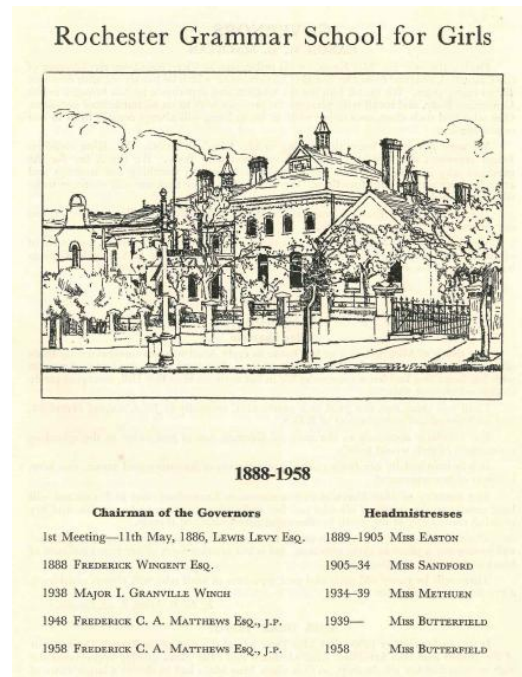 Rochester Grammar School for Girls
1888-1958
Chairman of the Governors
1st Meeting—11th May, 1886, LEWIS LEVY ESQ.
1888 FREDERICK WINGENT ESQ.
1938 MAJOR I. GRANVILLE WINCH
1948 FREDERICK C. A. MATTHEWS ESQ., J.P.
1958 FREDERICK C. A. MATTHEWS ESQ., J.P.
Headmistresses
1889–1905 MISS EASTON
1905–34 MISS SANDFORD
1934–39 MISS METHUEN
1939— MISS BUTTERFIELD
1958 MISS BUTTERFIELD